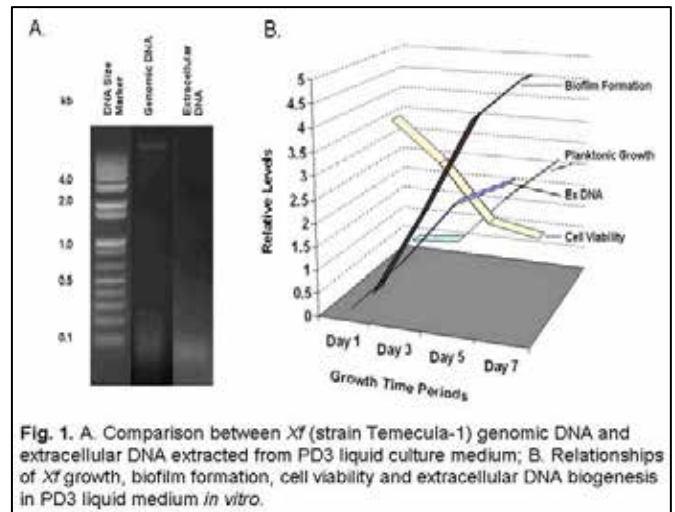 A.
DNA Size Marker
Genomic DNA
Extracellular DNA
kb
4.0
2.0
1.0
0.5
0.1
B.
5
4.5
4
3.5
3
2.5
2
1.5
1
0.5
0
Relative Levels
Biofilm Formation
Planktonic Growth
Ex DNA
Cell Viability
Day 1
Day 3
Day 5
Day 7
Growth Time Periods
Fig. 1. A. Comparison between Xf (strain Temecula-1) genomic DNA and
extracellular DNA extracted from PD3 liquid culture medium; B. Relationships
of Xf growth, biofilm formation, cell viability and extracellular DNA biogenesis
in PD3 liquid medium in vitro.